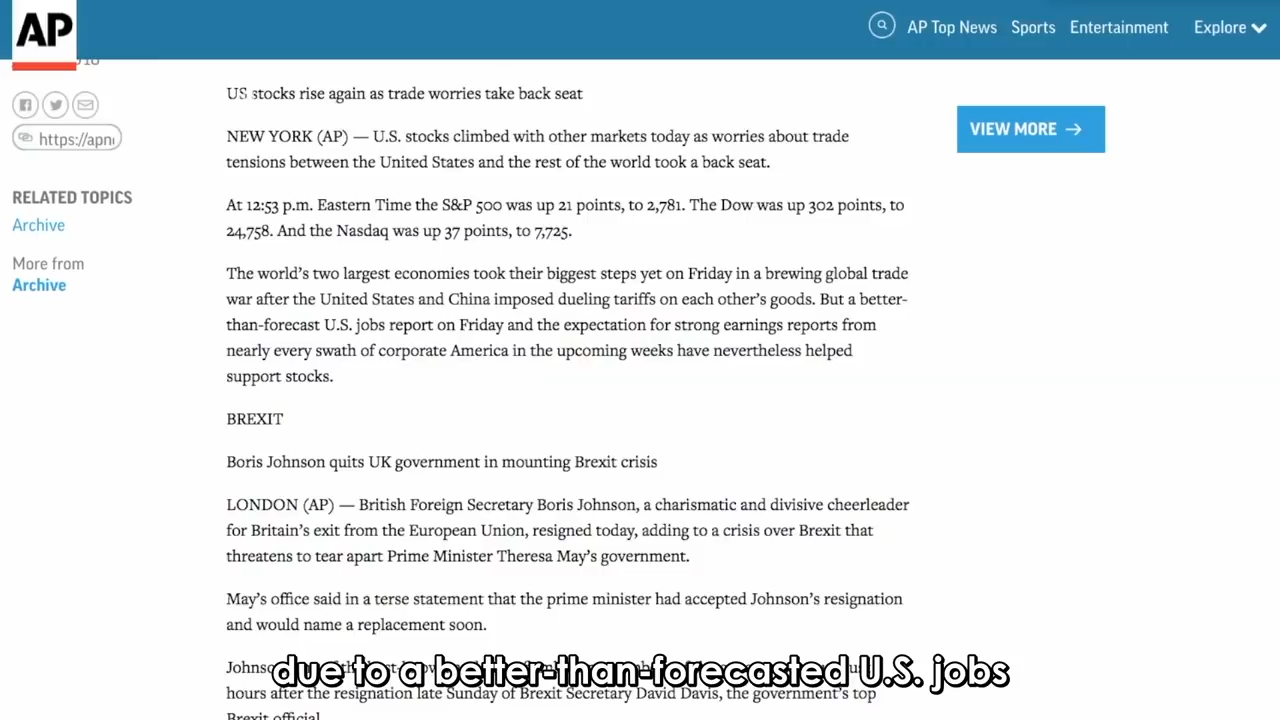 AP
AP Top News Sports Entertainment Explore
https://apn
RELATED TOPICS
Archive
More from
Archive
US stocks rise again as trade worries take back seat
NEW YORK (AP) — U.S. stocks climbed with other markets today as worries about trade
tensions between the United States and the rest of the world took a back seat.
At 12:53 p.m. Eastern Time the S&P 500 was up 21 points, to 2,781. The Dow was up 302 points, to
24,758. And the Nasdaq was up 37 points, to 7,725.
The world's two largest economies took their biggest steps yet on Friday in a brewing global trade
war after the United States and China imposed dueling tariffs on each other's goods. But a better-
than-forecast U.S. jobs report on Friday and the expectation for strong earnings reports from
nearly every swath of corporate America in the upcoming weeks have nevertheless helped
support stocks.
BREXIT
Boris Johnson quits UK government in mounting Brexit crisis
LONDON (AP) — British Foreign Secretary Boris Johnson, a charismatic and divisive cheerleader
for Britain's exit from the European Union, resigned today, adding to a crisis over Brexit that
threatens to tear apart Prime Minister Theresa May's government.
May's office said in a terse statement that the prime minister had accepted Johnson's resignation
and would name a replacement soon.
hours after the resignation late Sunday of Brexit Secretary David Davis, the government's top
Brexit official
VIEW MORE →
due to a better-than-forecasted U.S. jobs